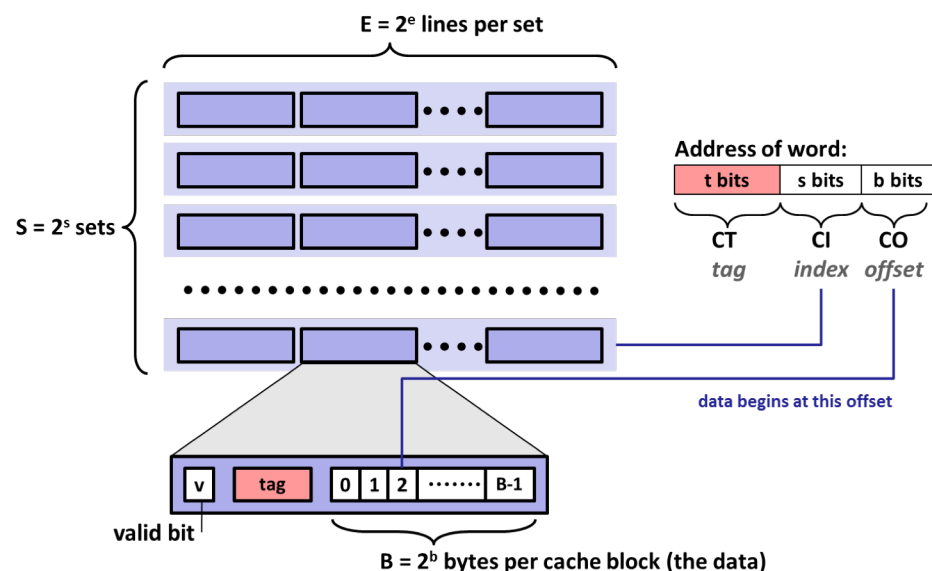 E = 2ᵉ lines per set
S = 2ˢ sets
Address of word:
t bits s bits b bits
CT CI CO
tag index offset
data begins at this offset
v tag 0 1 2 ······· B-1
valid bit
B = 2ᵇ bytes per cache block (the data)